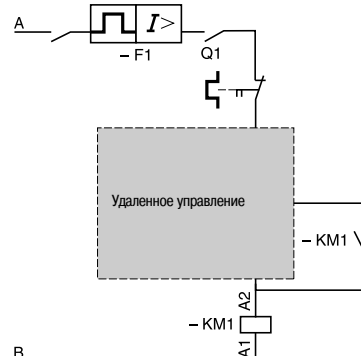 A
I>
– F1
Q1
Удаленное управление
– KM1
A2
– KM1
A1
B